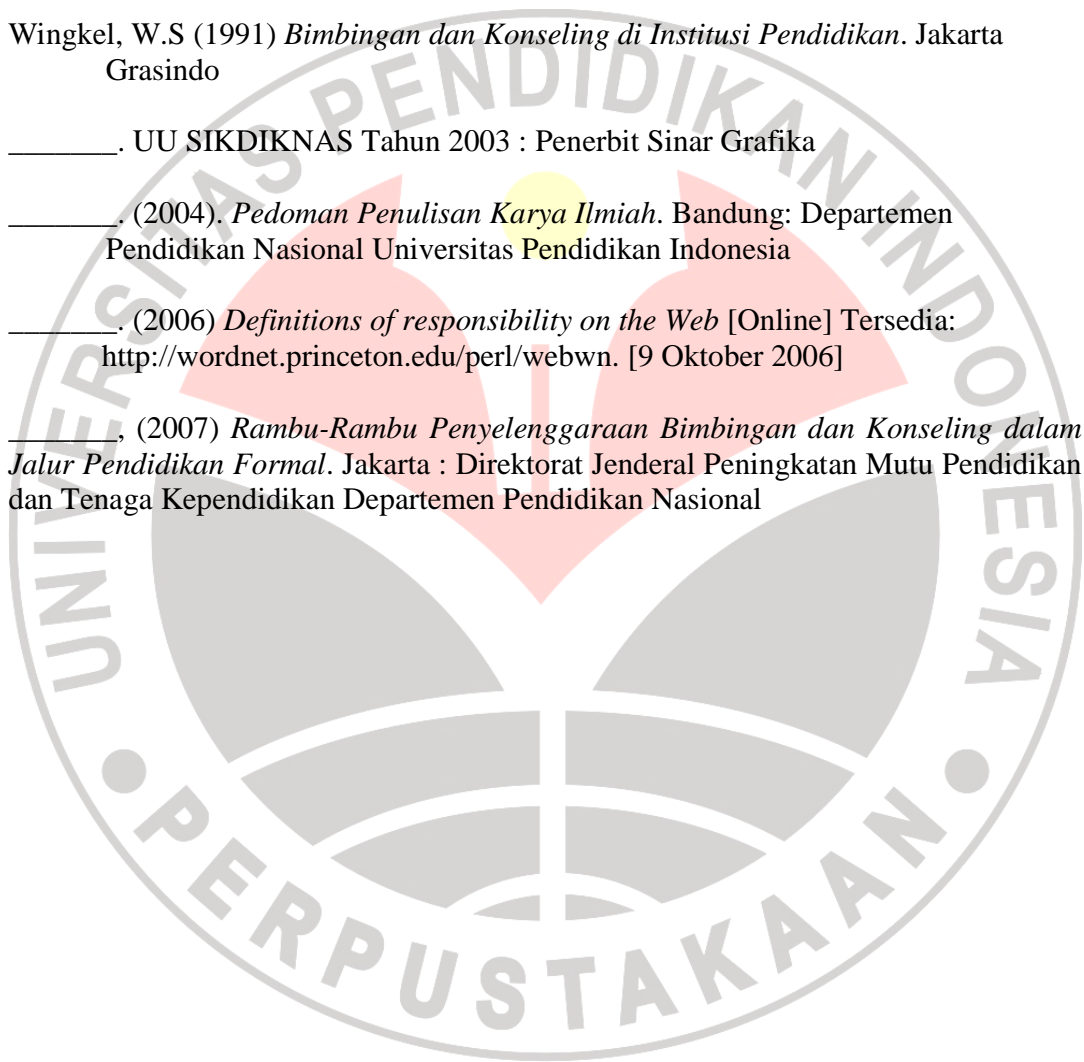 Wingkel, W.S (1991) Bimbingan dan Konseling di Institusi Pendidikan. Jakarta
Grasindo
_______. UU SIKDIKNAS Tahun 2003 : Penerbit Sinar Grafika
_______. (2004). Pedoman Penulisan Karya Ilmiah. Bandung: Departemen
Pendidikan Nasional Universitas Pendidikan Indonesia
_______. (2006) Definitions of responsibility on the Web [Online] Tersedia:
http://wordnet.princeton.edu/perl/webwn. [9 Oktober 2006]
_______, (2007) Rambu-Rambu Penyelenggaraan Bimbingan dan Konseling dalam
Jalur Pendidikan Formal. Jakarta : Direktorat Jenderal Peningkatan Mutu Pendidikan
dan Tenaga Kependidikan Departemen Pendidikan Nasional
UNIVERSITAS PENDIDIKAN INDONESIA
PERPUSTAKAAN